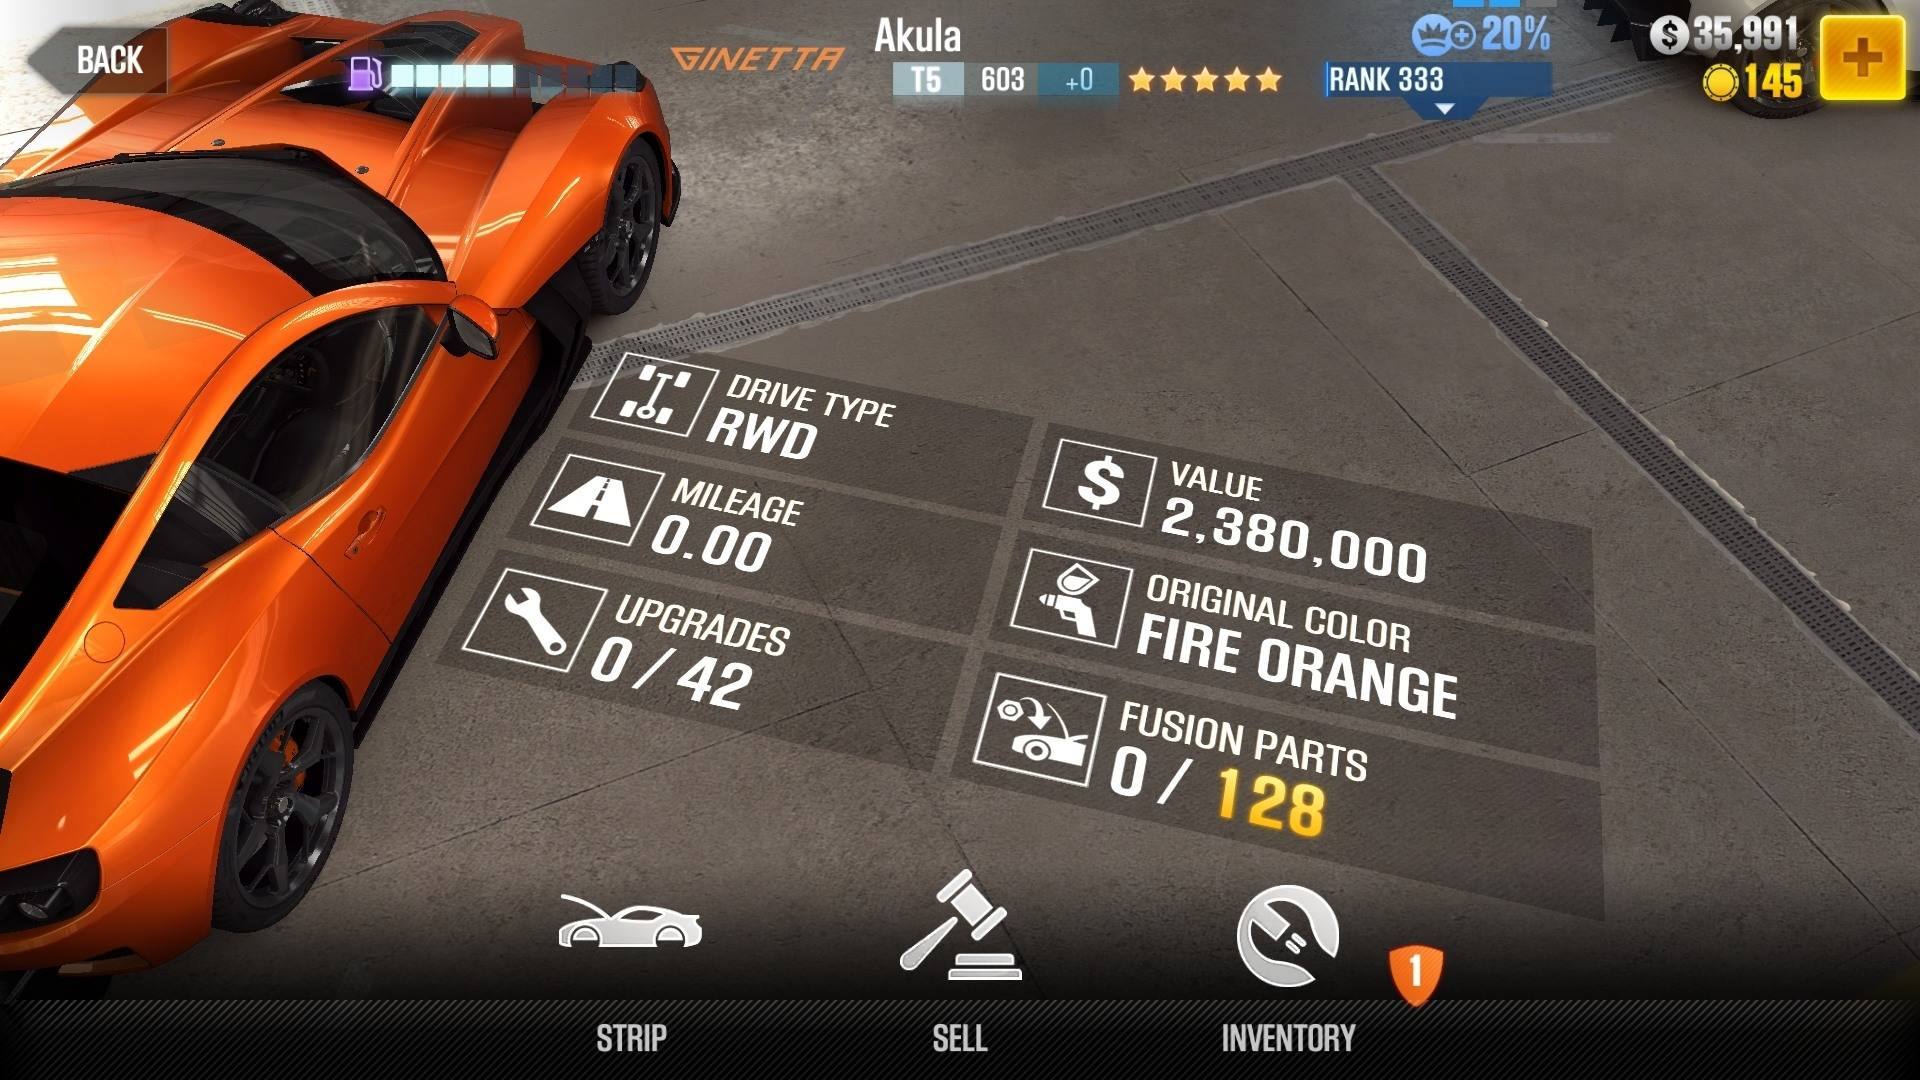 BACK
GINETTA
Akula
T5 603 +0
20%
RANK 333
$ 35,991
145
DRIVE TYPE
RWD
MILEAGE
0.00
UPGRADES
0 / 42
$
VALUE
2,380,000
ORIGINAL COLOR
FIRE ORANGE
FUSION PARTS
0 / 128
1
STRIP
SELL
INVENTORY